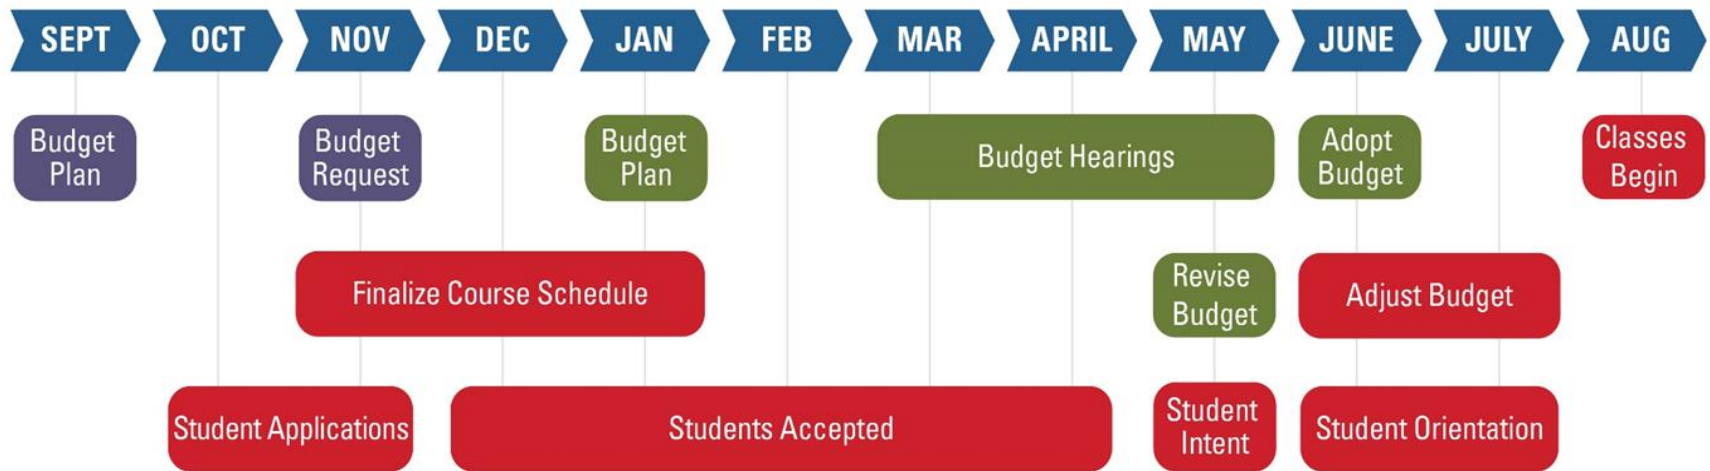 SEPT OCT NOV DEC JAN FEB MAR APRIL MAY JUNE JULY AUG
Budget
Plan
Budget
Request
Budget
Plan
Budget Hearings
Adopt
Budget
Classes
Begin
Finalize Course Schedule
Revise
Budget
Adjust Budget
Student Applications
Students Accepted
Student
Intent
Student Orientation